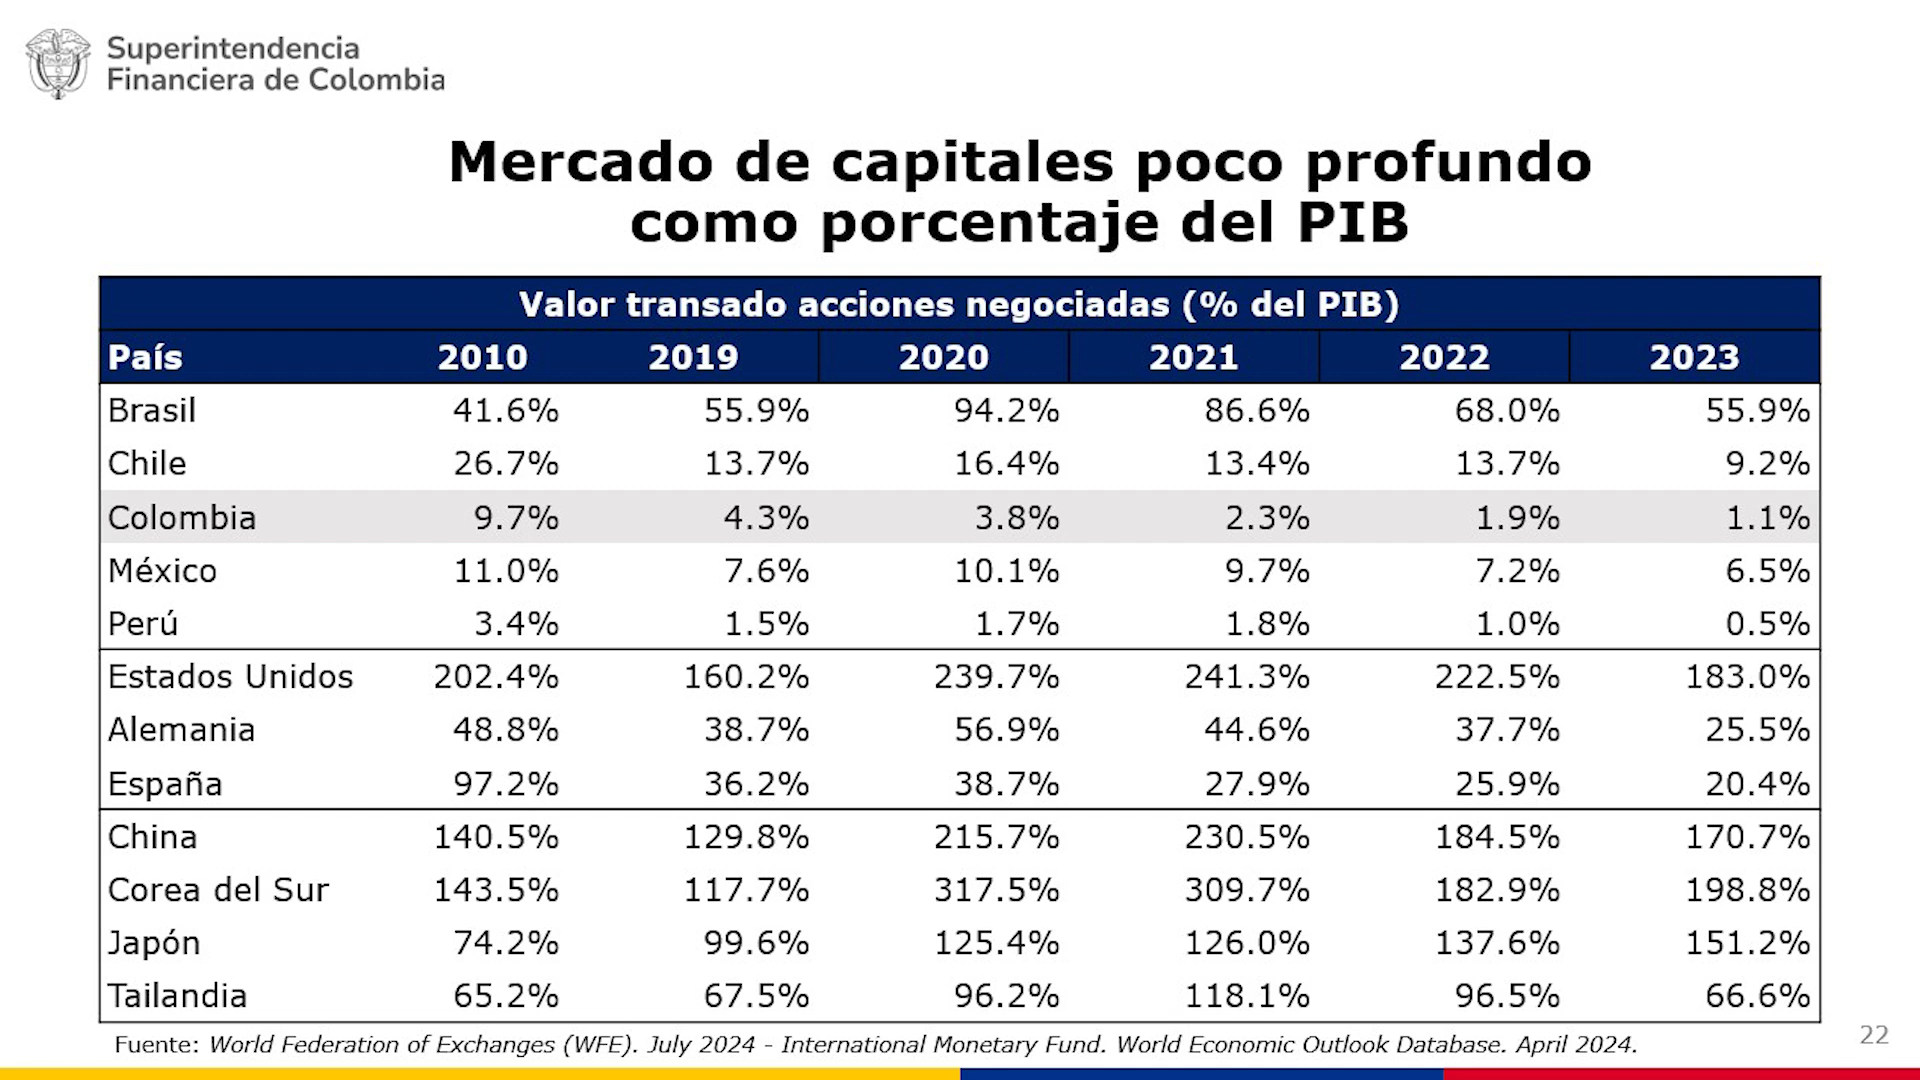 Superintendencia
Financiera de Colombia
Mercado de capitales poco profundo
como porcentaje del PIB
Valor transado acciones negociadas (% del PIB)
País 2010 2019 2020 2021 2022 2023
Brasil 41.6% 55.9% 94.2% 86.6% 68.0% 55.9%
Chile 26.7% 13.7% 16.4% 13.4% 13.7% 9.2%
Colombia 9.7% 4.3% 3.8% 2.3% 1.9% 1.1%
México 11.0% 7.6% 10.1% 9.7% 7.2% 6.5%
Perú 3.4% 1.5% 1.7% 1.8% 1.0% 0.5%
Estados Unidos 202.4% 160.2% 239.7% 241.3% 222.5% 183.0%
Alemania 48.8% 38.7% 56.9% 44.6% 37.7% 25.5%
España 97.2% 36.2% 38.7% 27.9% 25.9% 20.4%
China 140.5% 129.8% 215.7% 230.5% 184.5% 170.7%
Corea del Sur 143.5% 117.7% 317.5% 309.7% 182.9% 198.8%
Japón 74.2% 99.6% 125.4% 126.0% 137.6% 151.2%
Tailandia 65.2% 67.5% 96.2% 118.1% 96.5% 66.6%
Fuente: World Federation of Exchanges (WFE). July 2024 - International Monetary Fund. World Economic Outlook Database. April 2024.
22